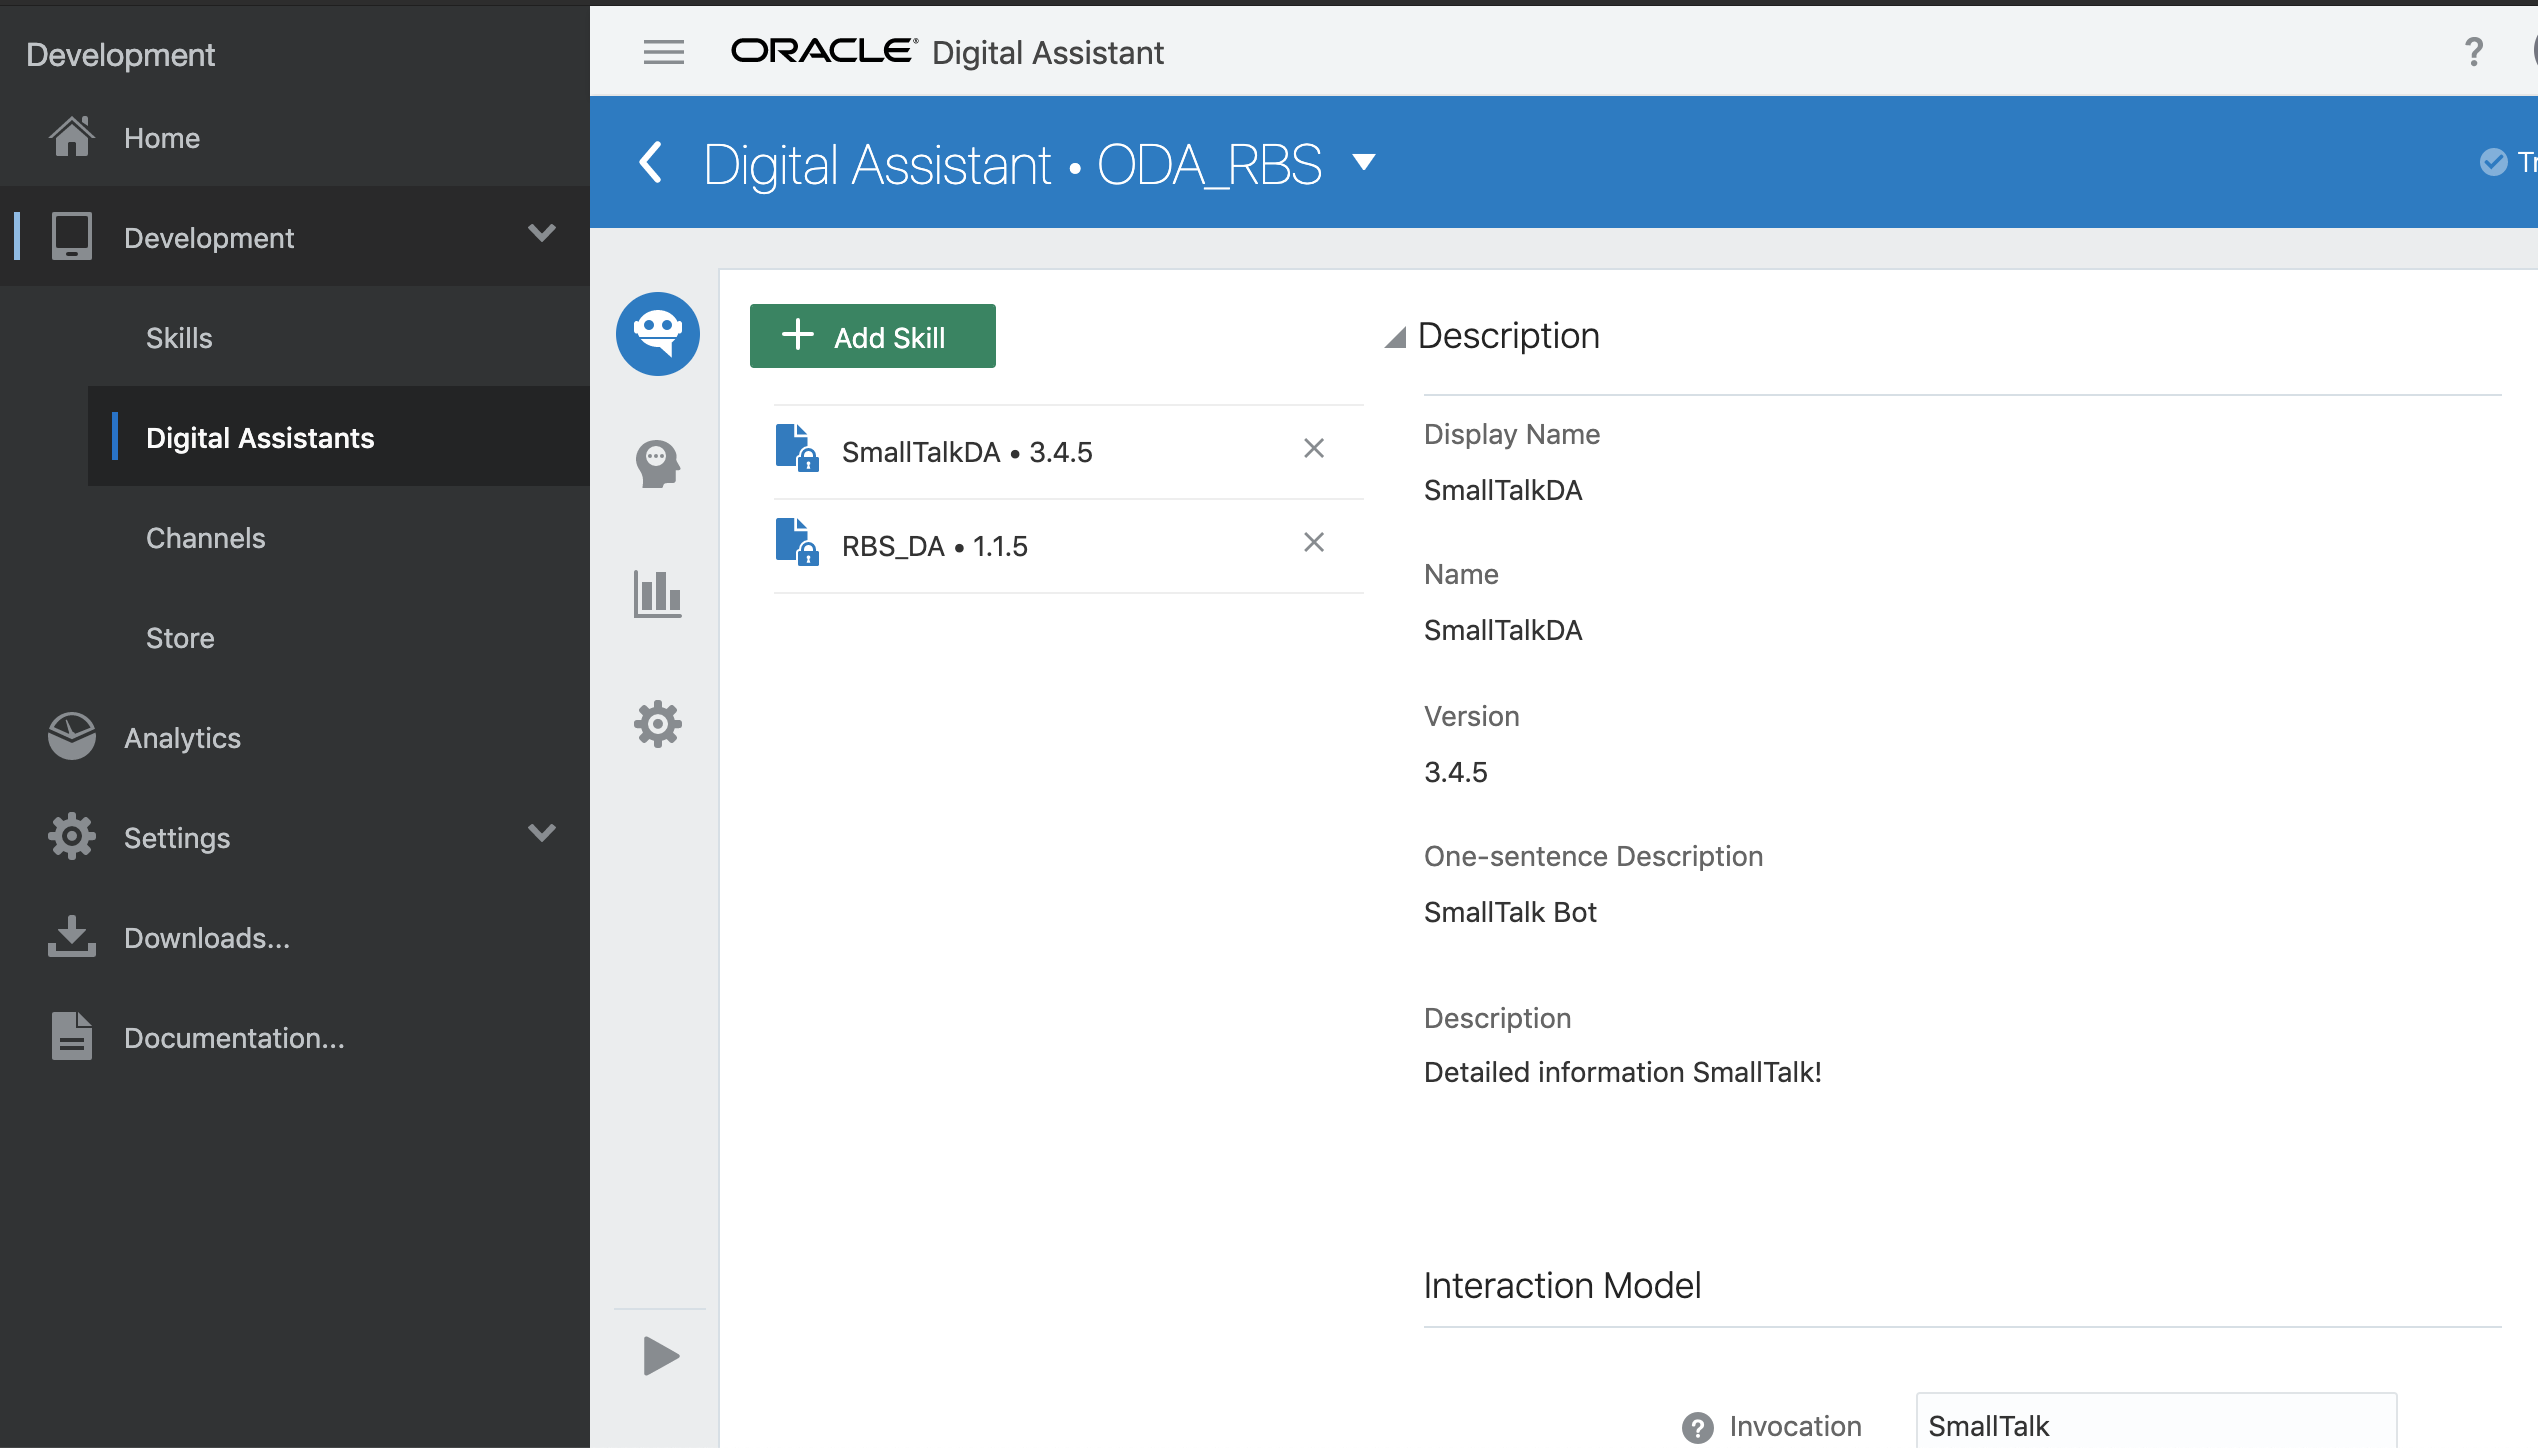 Development
Home
Development
Skills
Digital Assistants
Channels
Store
Analytics
Settings
Downloads...
Documentation...
ORACLE® Digital Assistant
?
Digital Assistant • ODA_RBS
+ Add Skill
SmallTalkDA • 3.4.5
RBS_DA • 1.1.5
Description
Display Name
SmallTalkDA
Name
SmallTalkDA
Version
3.4.5
One-sentence Description
SmallTalk Bot
Description
Detailed information SmallTalk!
Interaction Model
? Invocation
SmallTalk